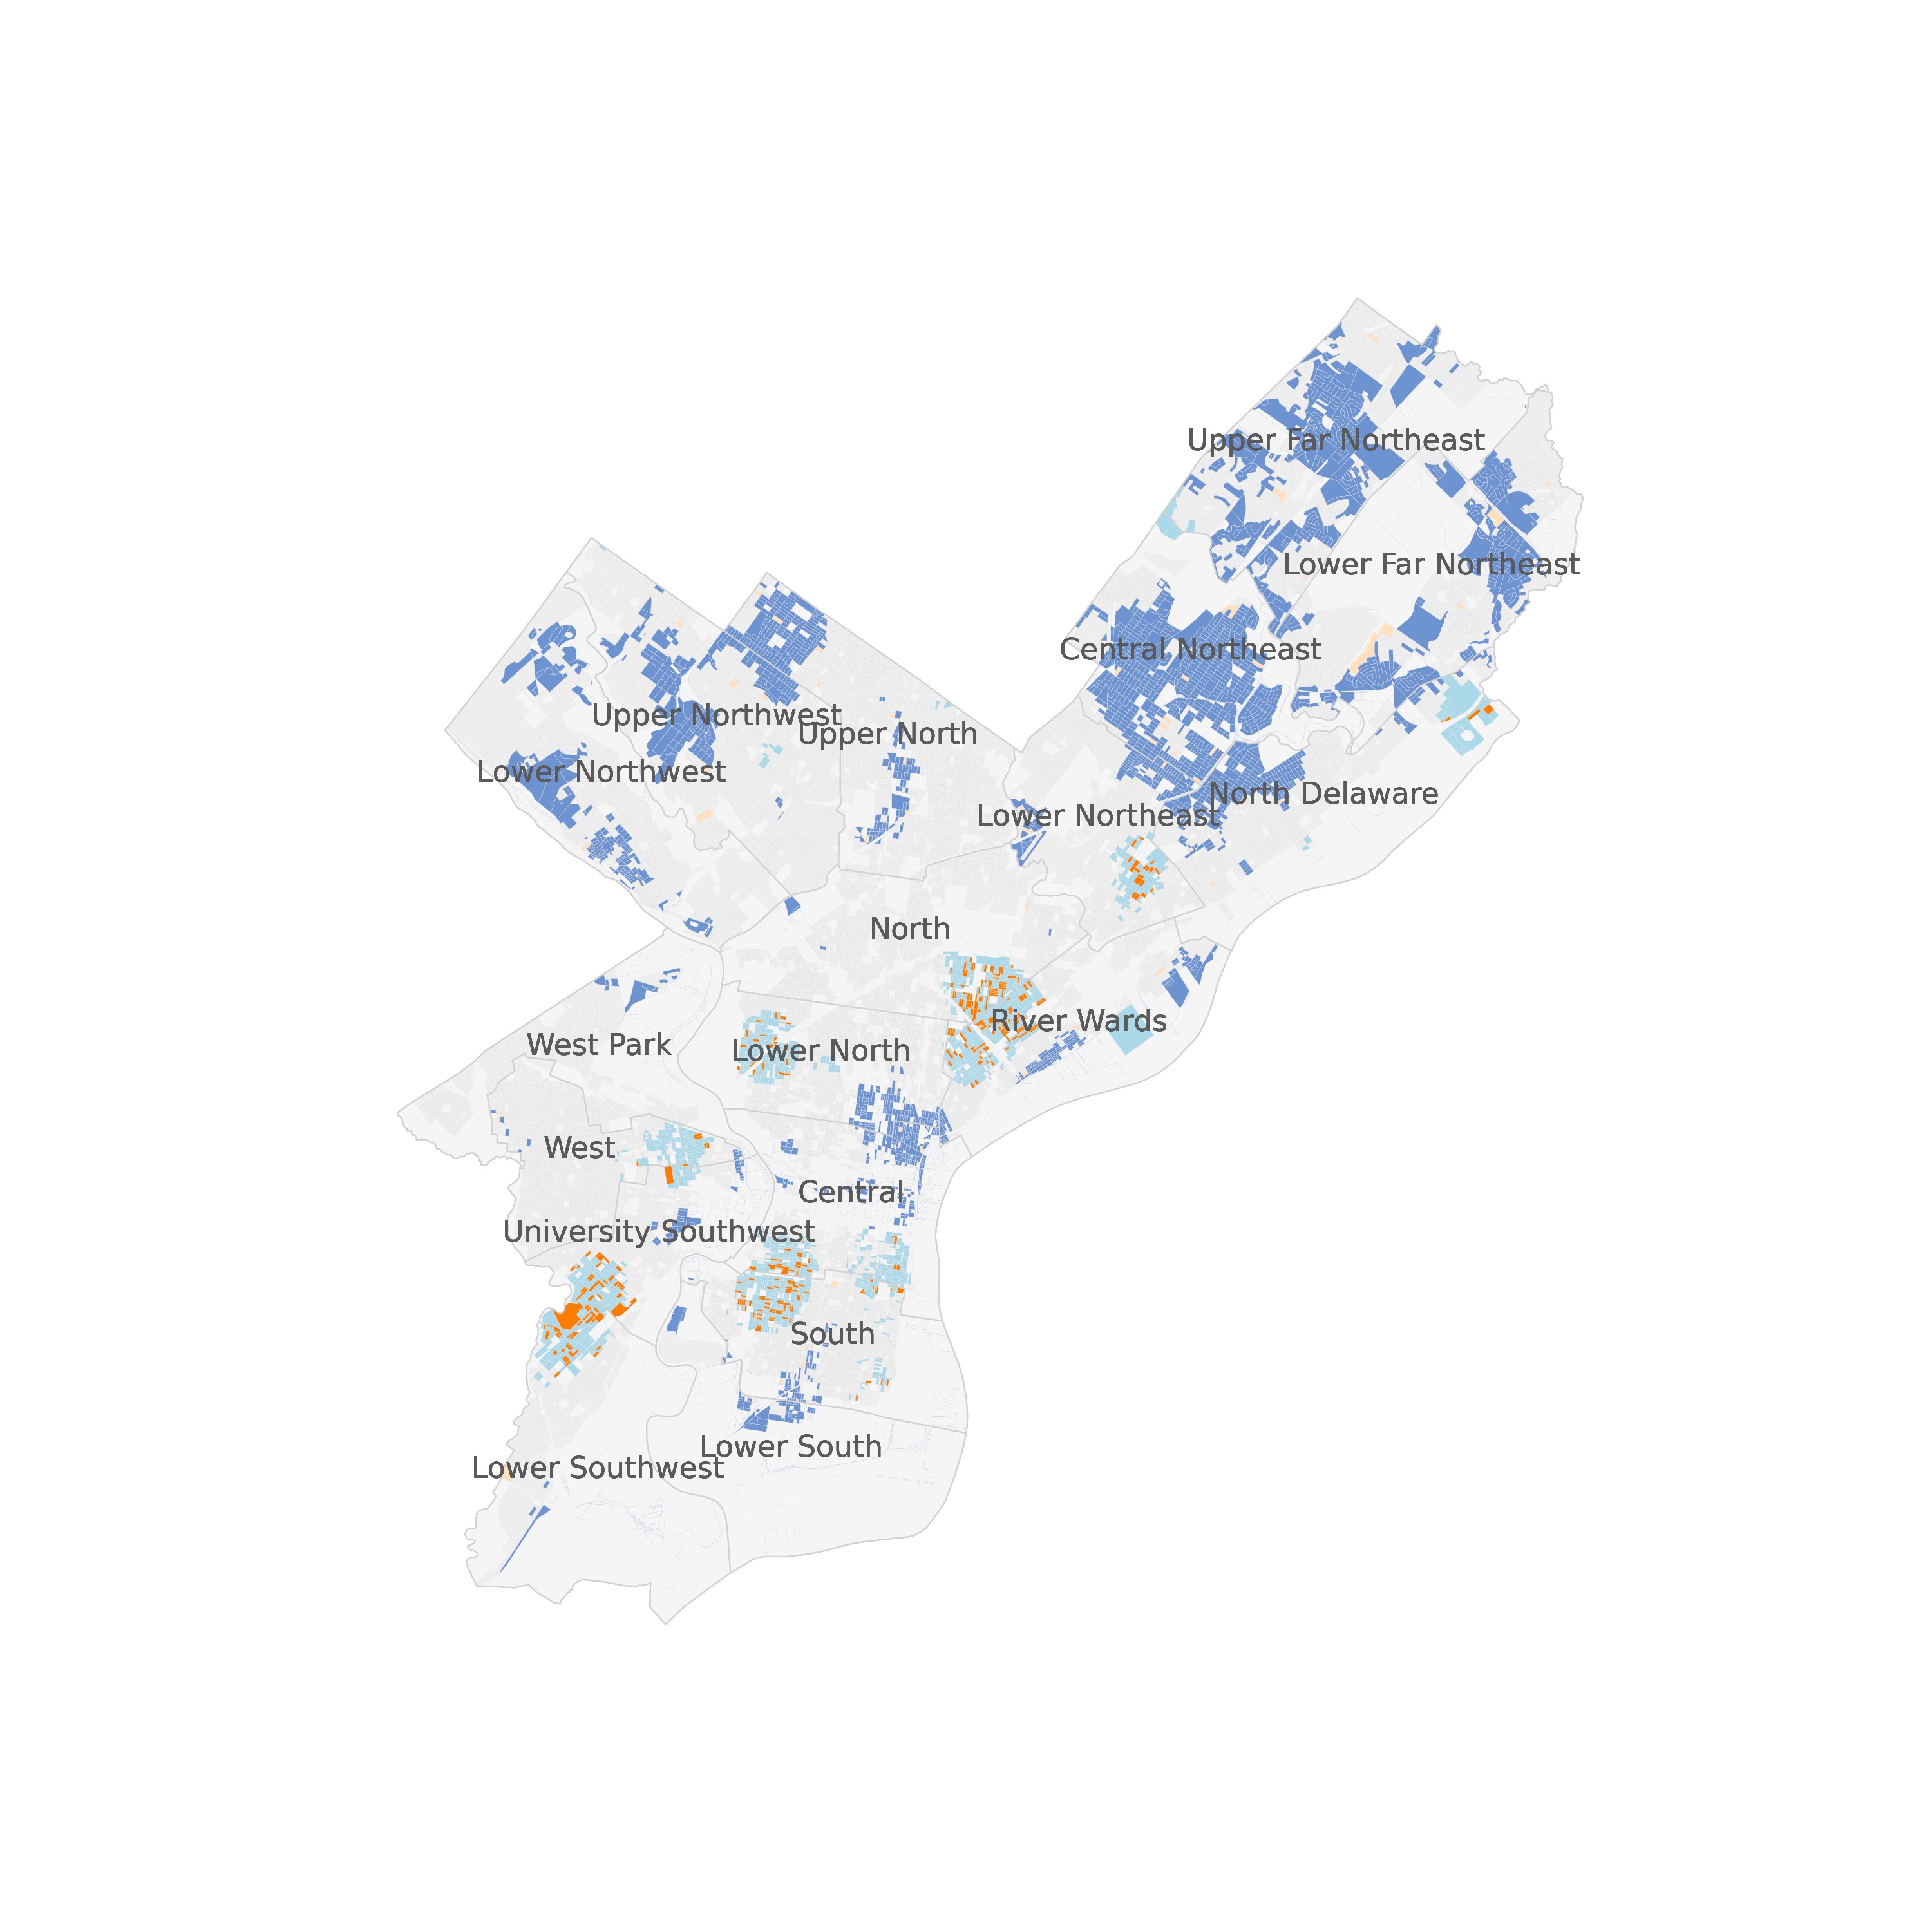 Upper Far Northeast
Lower Far Northeast
Central Northeast
Upper Northwest
Upper North
Lower Northwest
North Delaware
Lower Northeast
North
River Wards
West Park
Lower North
West
Central
University Southwest
South
Lower South
Lower Southwest